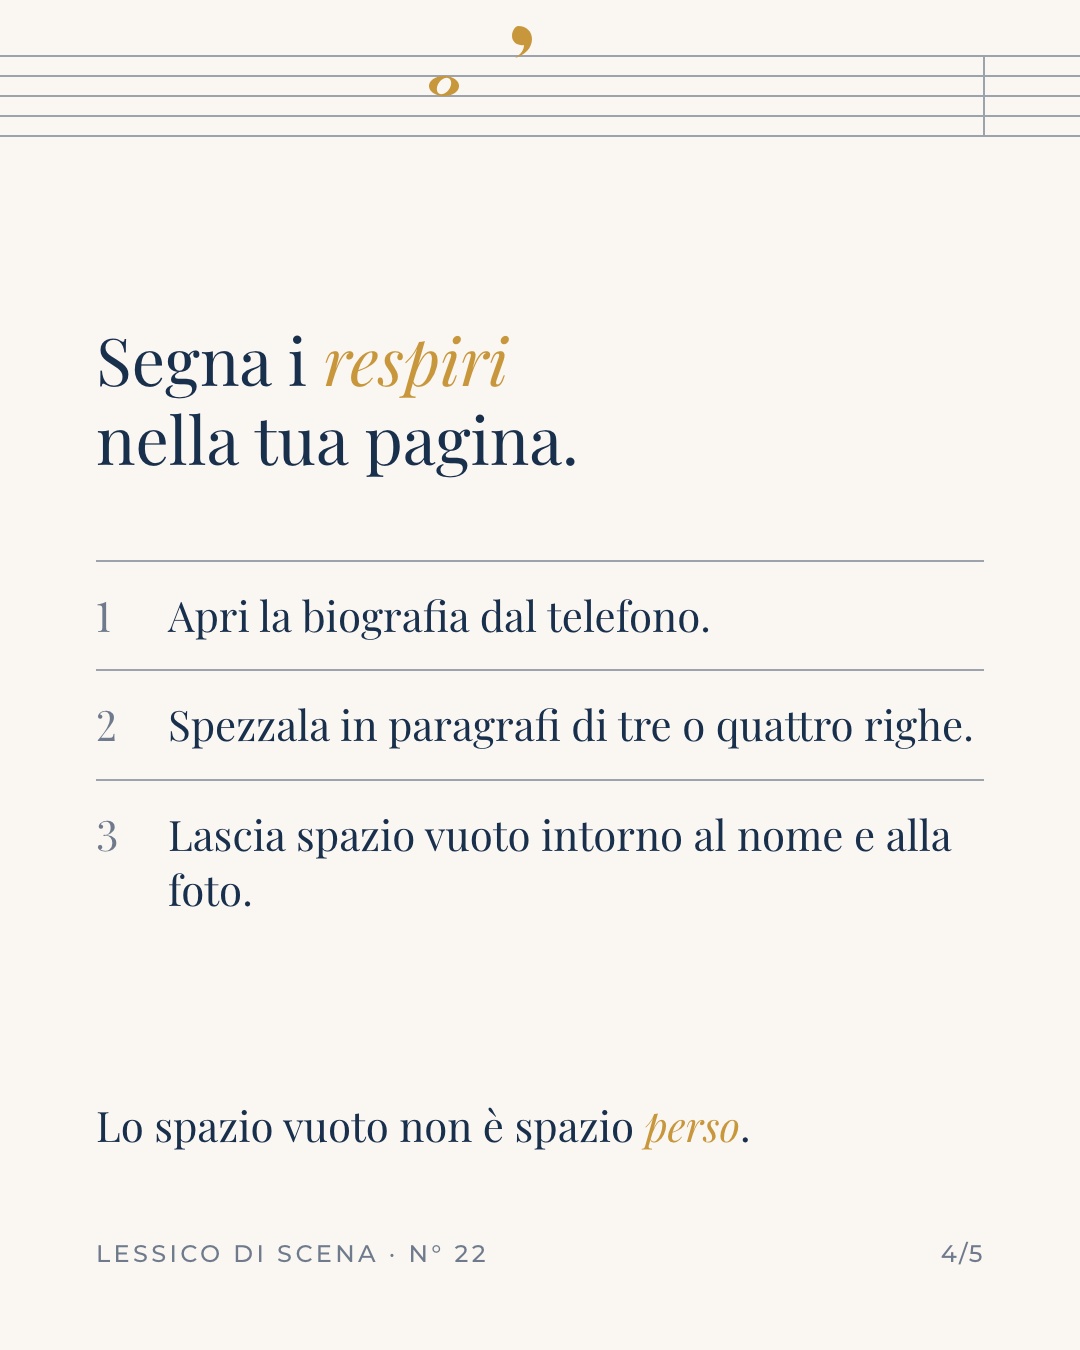 Segna i respiri
nella tua pagina.
1 Apri la biografia dal telefono.
2 Spezzala in paragrafi di tre o quattro righe.
3 Lascia spazio vuoto intorno al nome e alla
foto.
Lo spazio vuoto non è spazio perso.
LESSICO DI SCENA · N° 22
4/5